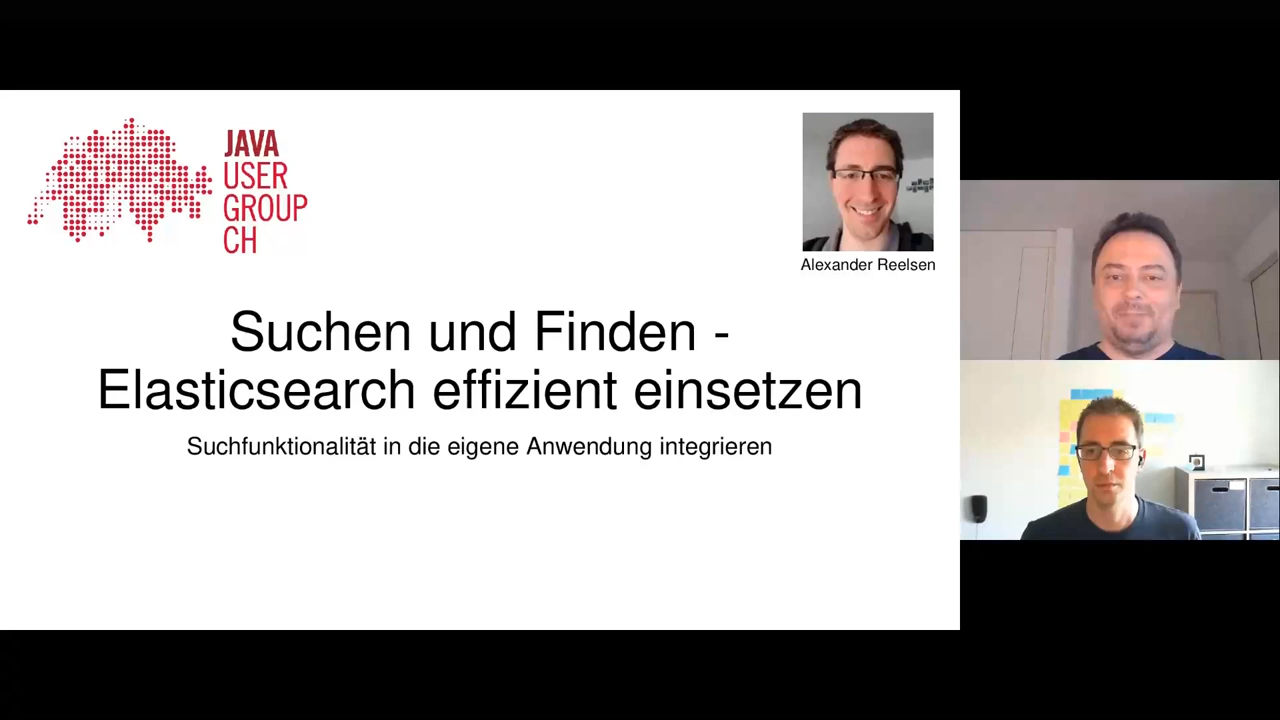 JAVA
USER
GROUP
CH
Alexander Reelsen
Suchen und Finden -
Elasticsearch effizient einsetzen
Suchfunktionalität in die eigene Anwendung integrieren